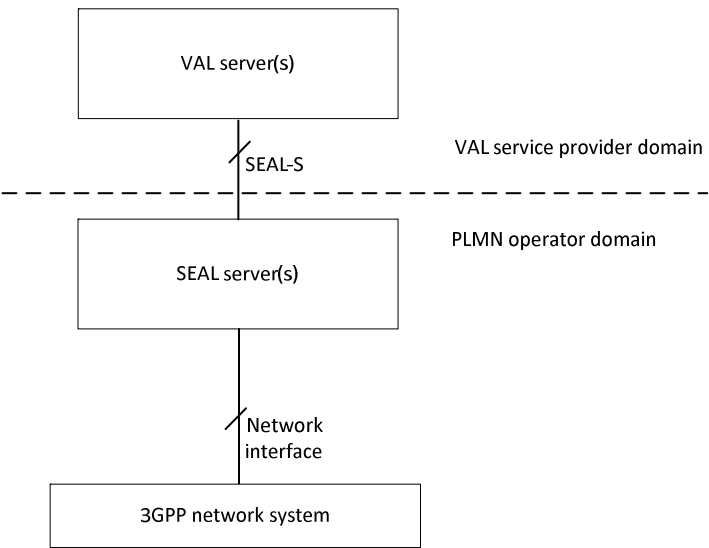 VAL server(s)
VAL service provider domain
SEAL-S
PLMN operator domain
SEAL server(s)
Network
interface
3GPP network system